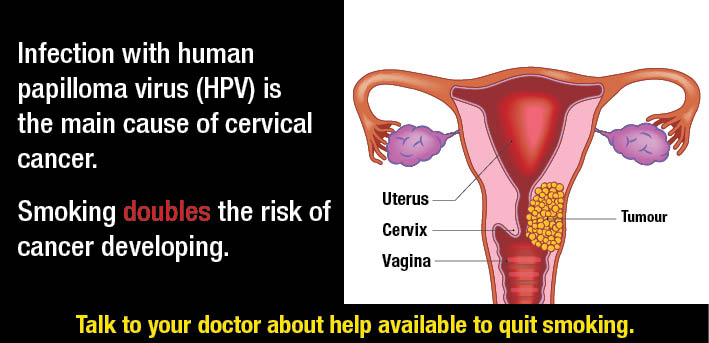 Infection with human
papilloma virus (HPV) is
the main cause of cervical
cancer.
Smoking doubles the risk of
cancer developing.
Uterus
Cervix
Vagina
Tumour
Talk to your doctor about help available to quit smoking.